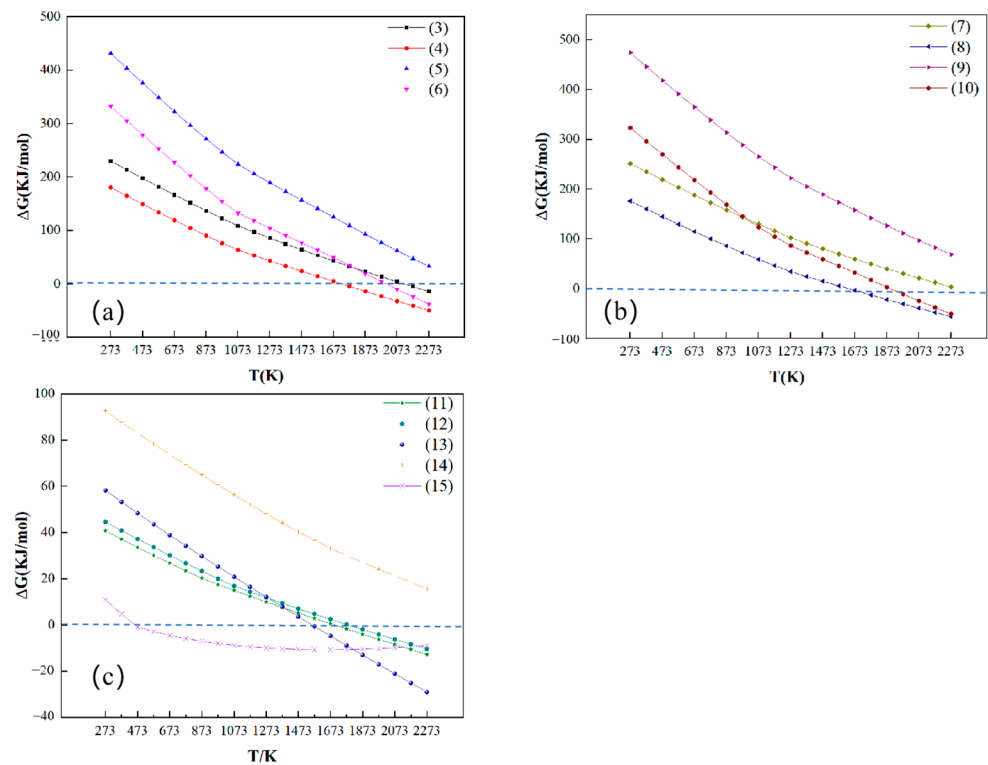 500
400
300
200
100
0
−100
ΔG(KJ/mol)
(3)
(4)
(5)
(6)
(a)
273 473 673 873 1073 1273 1473 1673 1873 2073 2273
T(K)
500
400
300
200
100
0
−100
ΔG(KJ/mol)
(7)
(8)
(9)
(10)
(b)
273 473 673 873 1073 1273 1473 1673 1873 2073 2273
T(K)
100
80
60
40
20
0
−20
−40
ΔG(KJ/mol)
(11)
(12)
(13)
(14)
(15)
(c)
273 473 673 873 1073 1273 1473 1673 1873 2073 2273
T/K